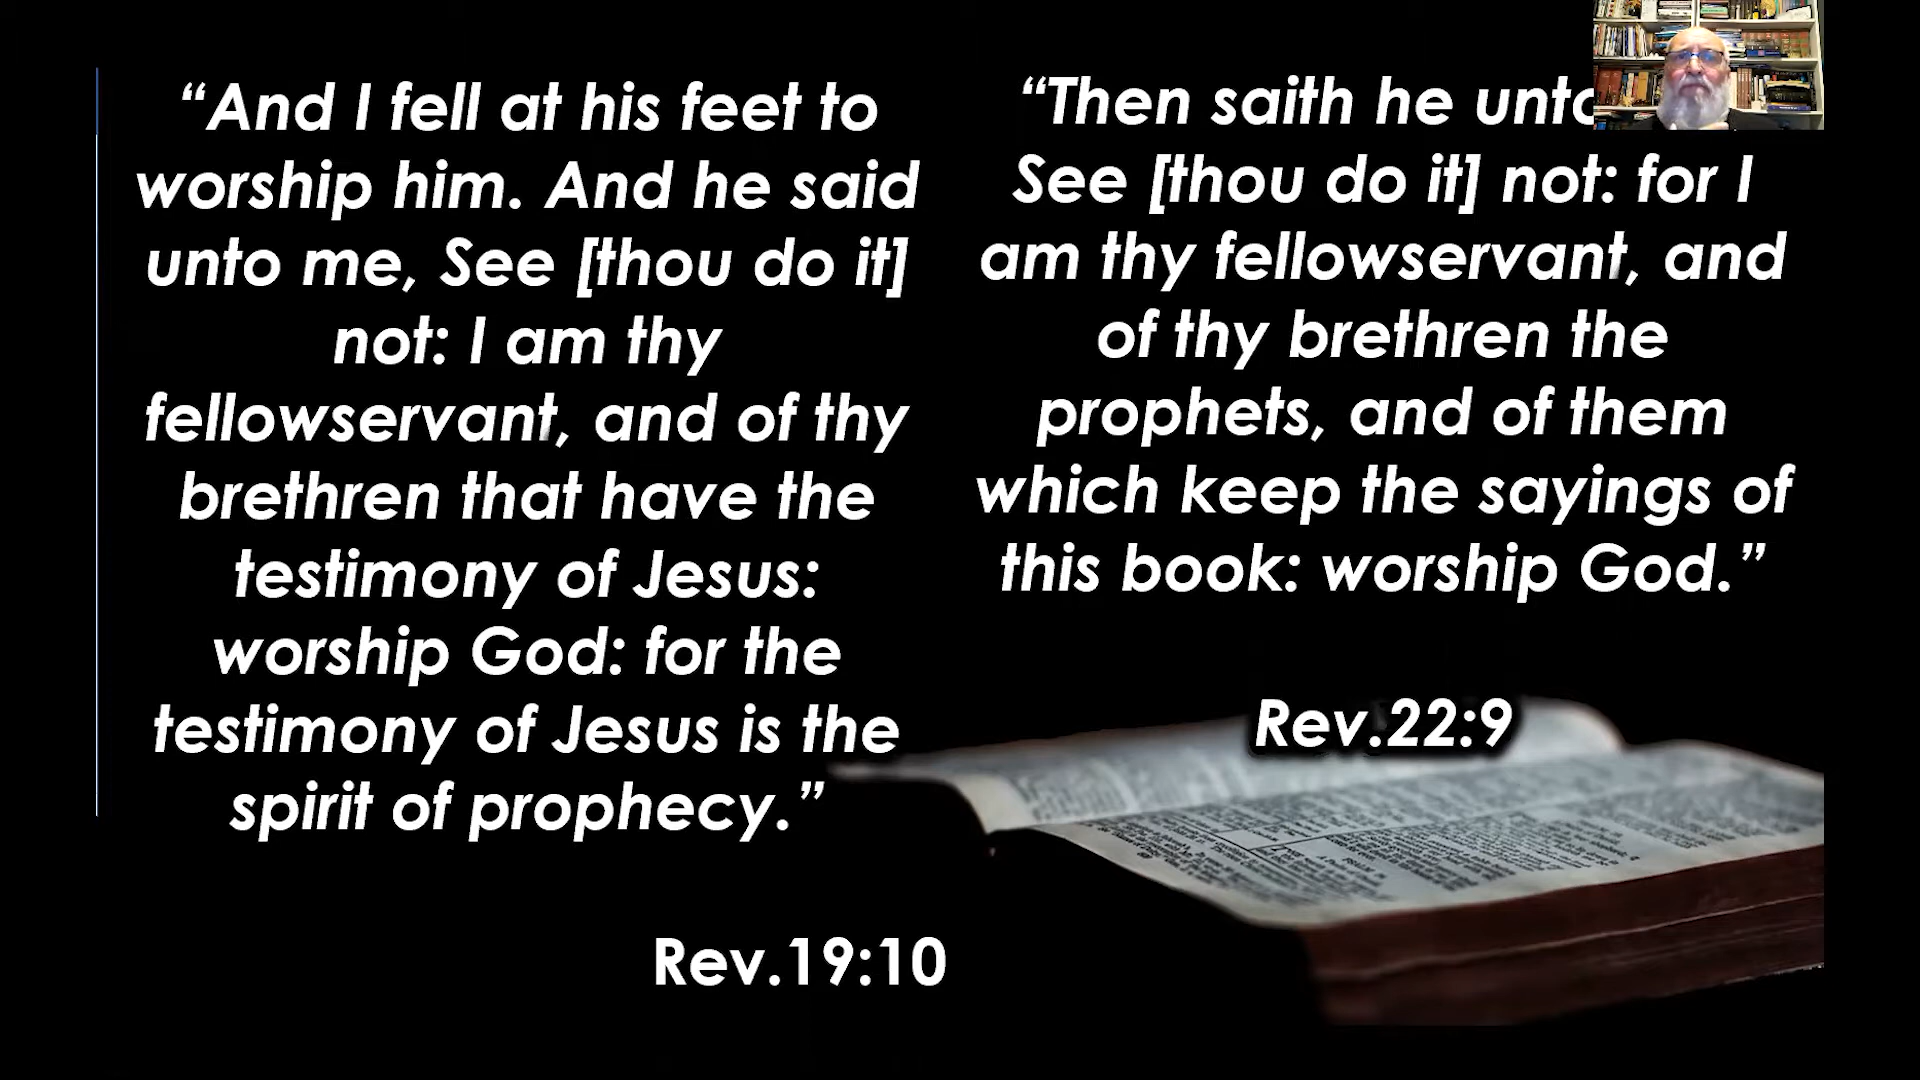 “And I fell at his feet to
worship him. And he said
unto me, See [thou do it]
not: I am thy
fellowservant, and of thy
brethren that have the
testimony of Jesus:
worship God: for the
testimony of Jesus is the
spirit of prophecy.”
Rev.19:10
“Then saith he unto
See [thou do it] not: for I
am thy fellowservant, and
of thy brethren the
prophets, and of them
which keep the sayings of
this book: worship God.”
Rev.22:9